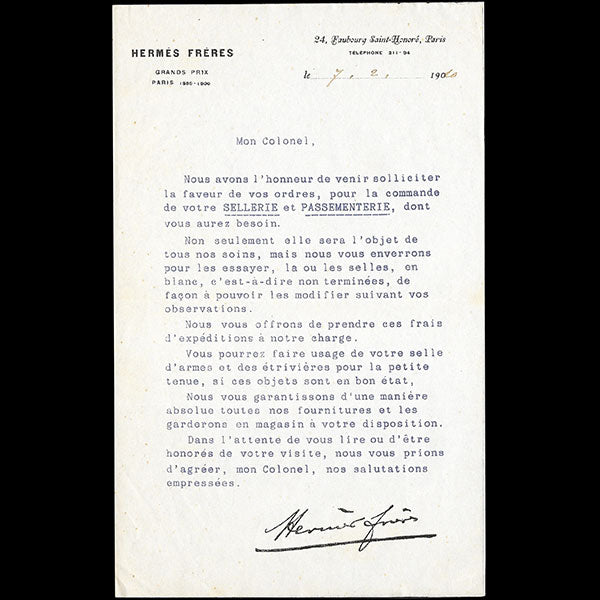 24, Faubourg Saint-Honoré, Paris
HERMÈS FRÈRES
TELEPHONE 211-94
GRANDS PRIX
PARIS 1889-1900
le 7. 2. 190
Mon Colonel,
Nous avons l'honneur de venir solliciter
la faveur de vos ordres, pour la commande
de votre SELLERIE et PASSEMENTERIE, dont
vous aurez besoin.
Non seulement elle sera l'objet de
tous nos soins, mais nous vous enverrons
pour les essayer, la ou les selles, en
blanc, c'est-à-dire non terminées, de
façon à pouvoir les modifier suivant vos
observations.
Nous vous offrons de prendre ces frais
d'expéditions à notre charge.
Vous pourrez faire usage de votre selle
d'armes et des étrivières pour la petite
tenue, si ces objets sont en bon état,
Nous vous garantissons d'une manière
absolue toutes nos fournitures et les
garderons en magasin à votre disposition.
Dans l'attente de vous lire ou d'être
honorés de votre visite, nous vous prions
d'agréer, mon Colonel, nos salutations
empressées.
Hermès frères